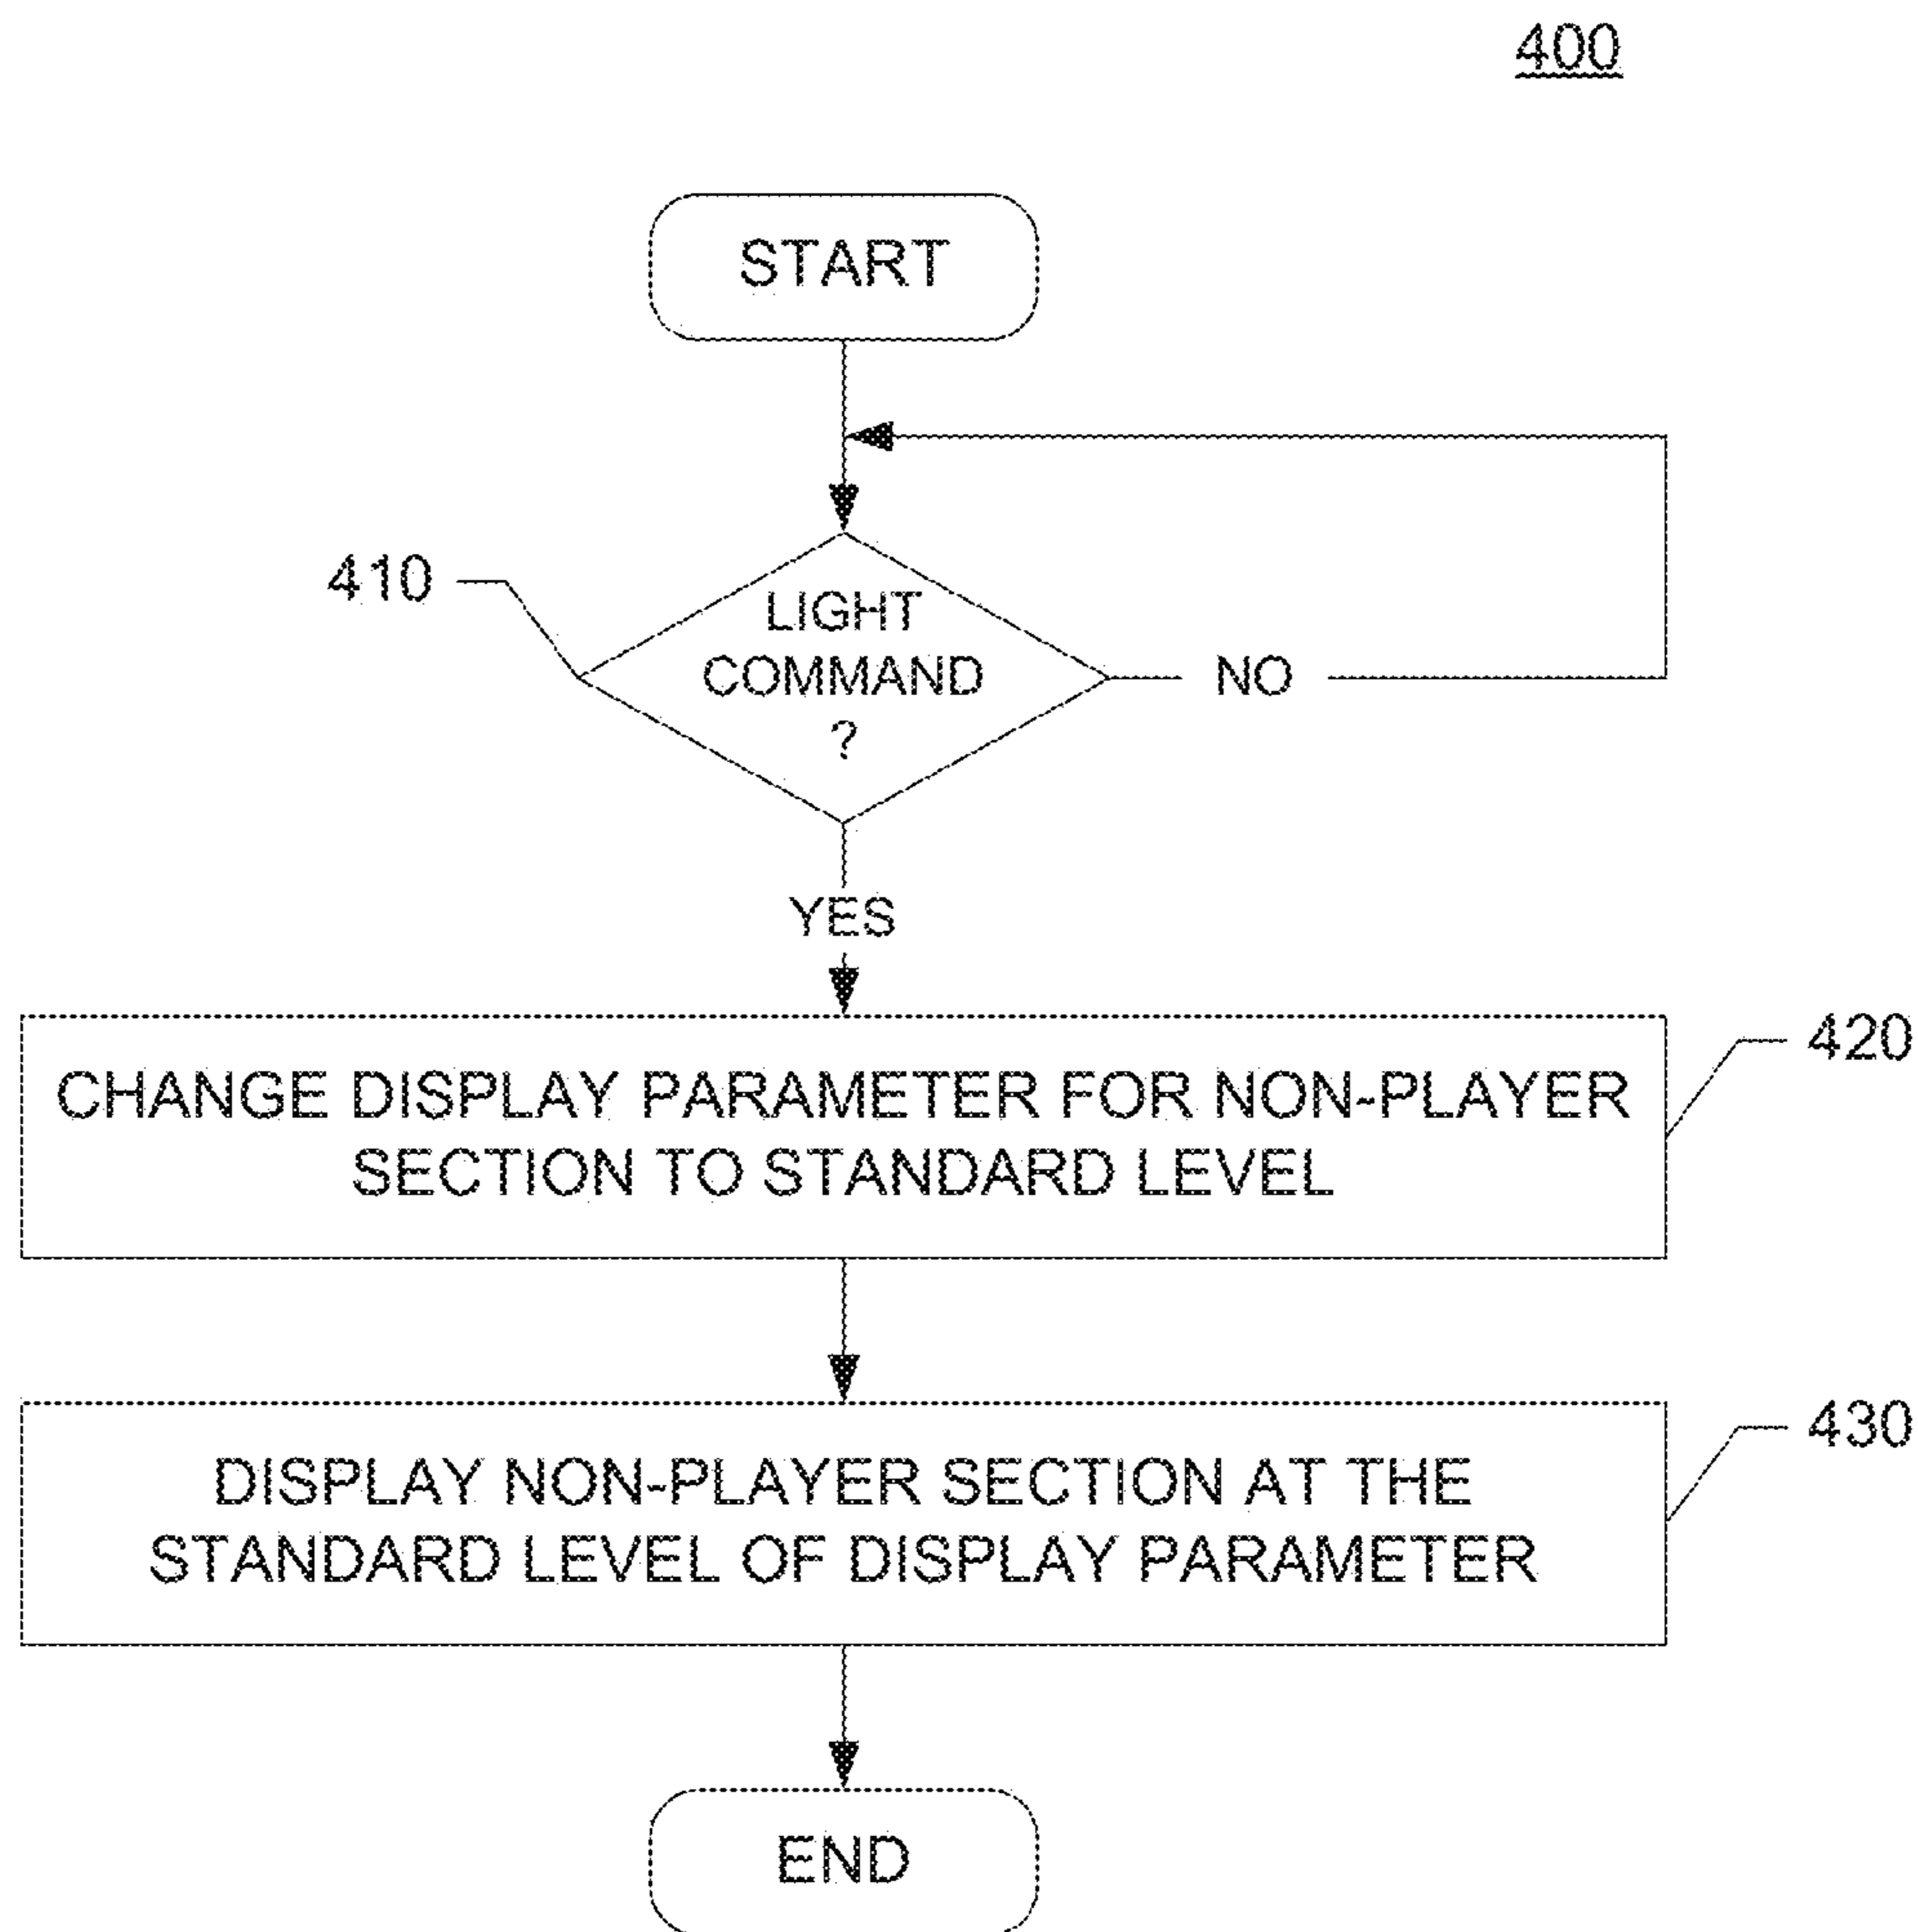 400
START
410
LIGHT
COMMAND
?
NO
YES
420
CHANGE DISPLAY PARAMETER FOR NON-PLAYER
SECTION TO STANDARD LEVEL
430
DISPLAY NON-PLAYER SECTION AT THE
STANDARD LEVEL OF DISPLAY PARAMETER
END